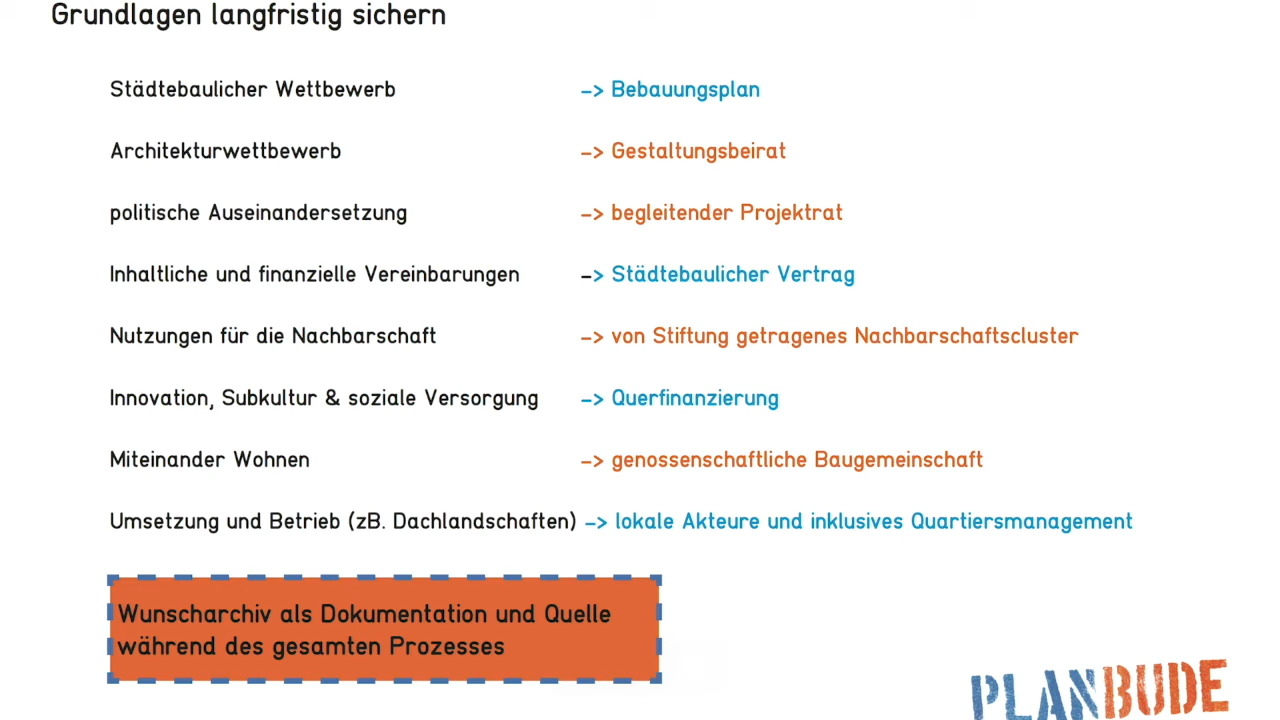 Grundlagen langfristig sichern
Städtebaulicher Wettbewerb -> Bebauungsplan
Architekturwettbewerb -> Gestaltungsbeirat
politische Auseinandersetzung -> begleitender Projektrat
Inhaltliche und finanzielle Vereinbarungen -> Städtebaulicher Vertrag
Nutzungen für die Nachbarschaft -> von Stiftung getragenes Nachbarschaftscluster
Innovation, Subkultur & soziale Versorgung -> Querfinanzierung
Miteinander Wohnen -> genossenschaftliche Baugemeinschaft
Umsetzung und Betrieb (zB. Dachlandschaften) -> lokale Akteure und inklusives Quartiersmanagement
Wunscharchiv als Dokumentation und Quelle
während des gesamten Prozesses
PLANBUDE